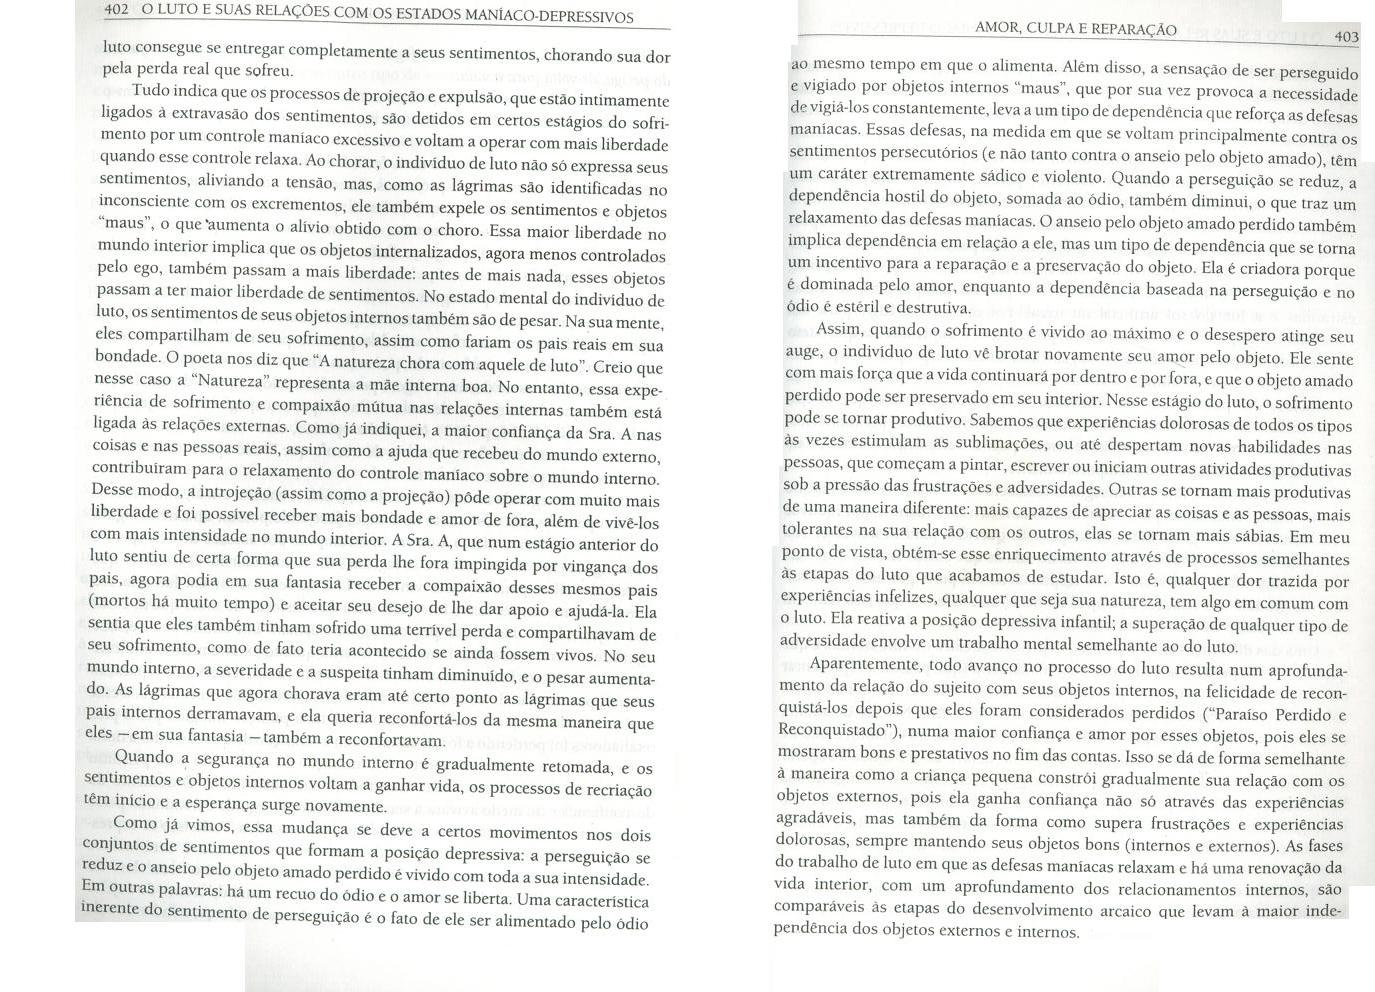 402 O LUTO E SUAS RELAÇÕES COM OS ESTADOS MANÍACO-DEPRESSIVOS
luto consegue se entregar completamente a seus sentimentos, chorando sua dor
pela perda real que sofreu.
Tudo indica que os processos de projeção e expulsão, que estão intimamente
ligados à extravasão dos sentimentos, são detidos em certos estágios do sofri-
mento por um controle maníaco excessivo e voltam a operar com mais liberdade
quando esse controle relaxa. Ao chorar, o indivíduo de luto não só expressa seus
sentimentos, aliviando a tensão, mas, como as lágrimas são identificadas no
inconsciente com os excrementos, ele também expele os sentimentos e objetos
“maus”, o que aumenta o alívio obtido com o choro. Essa maior liberdade no
mundo interior implica que os objetos internalizados, agora menos controlados
pelo ego, também passam a mais liberdade: antes de mais nada, esses objetos
passam a ter maior liberdade de sentimentos. No estado mental do indivíduo de
luto, os sentimentos de seus objetos internos também são de pesar. Na sua mente,
eles compartilham de seu sofrimento, assim como fariam os pais reais em sua
bondade. O poeta nos diz que “A natureza chora com aquele de luto”. Creio que
nesse caso a “Natureza” representa a mãe interna boa. No entanto, essa expe-
riência de sofrimento e compaixão mútua nas relações internas também está
ligada às relações externas. Como já indiquei, a maior confiança da Sra. A nas
coisas e nas pessoas reais, assim como a ajuda que recebeu do mundo externo,
contribuíram para o relaxamento do controle maníaco sobre o mundo interno.
Desse modo, a introjeção (assim como a projeção) pôde operar com muito mais
liberdade e foi possível receber mais bondade e amor de fora, além de vivê-los
com mais intensidade no mundo interior. A Sra. A, que num estágio anterior do
luto sentiu de certa forma que sua perda lhe fora impingida por vingança dos
pais, agora podia em sua fantasia receber a compaixão desses mesmos pais
(mortos há muito tempo) e aceitar seu desejo de lhe dar apoio e ajudá-la. Ela
sentia que eles também tinham sofrido uma terrível perda e compartilhavam de
seu sofrimento, como de fato teria acontecido se ainda fossem vivos. No seu
mundo interno, a severidade e a suspeita tinham diminuído, e o pesar aumenta-
do. As lágrimas que agora chorava eram até certo ponto as lágrimas que seus
pais internos derramavam, e ela queria reconfortá-los da mesma maneira que
eles — em sua fantasia — também a reconfortavam.
Quando a segurança no mundo interno é gradualmente retomada, e os
sentimentos e objetos internos voltam a ganhar vida, os processos de recriação
têm início e a esperança surge novamente.
Como já vimos, essa mudança se deve a certos movimentos nos dois
conjuntos de sentimentos que formam a posição depressiva: a perseguição se
reduz e o anseio pelo objeto amado perdido é vivido com toda a sua intensidade.
Em outras palavras: há um recuo do ódio e o amor se liberta. Uma característica
inerente do sentimento de perseguição é o fato de ele ser alimentado pelo ódio
AMOR, CULPA E REPARAÇÃO 403
ao mesmo tempo em que o alimenta. Além disso, a sensação de ser perseguido
e vigiado por objetos internos “maus”, que por sua vez provoca a necessidade
de vigiá-los constantemente, leva a um tipo de dependência que reforça as defesas
maníacas. Essas defesas, na medida em que se voltam principalmente contra os
sentimentos persecutórios (e não tanto contra o anseio pelo objeto amado), têm
um caráter extremamente sádico e violento. Quando a perseguição se reduz, a
dependência hostil do objeto, somada ao ódio, também diminui, o que traz um
relaxamento das defesas maníacas. O anseio pelo objeto amado perdido também
implica dependência em relação a ele, mas um tipo de dependência que se torna
um incentivo para a reparação e a preservação do objeto. Ela é criadora porque
é dominada pelo amor, enquanto a dependência baseada na perseguição e no
ódio é estéril e destrutiva.
Assim, quando o sofrimento é vivido ao máximo e o desespero atinge seu
auge, o indivíduo de luto vê brotar novamente seu amor pelo objeto. Ele sente
com mais força que a vida continuará por dentro e por fora, e que o objeto amado
perdido pode ser preservado em seu interior. Nesse estágio do luto, o sofrimento
pode se tornar produtivo. Sabemos que experiências dolorosas de todos os tipos
às vezes estimulam as sublimações, ou até despertam novas habilidades nas
pessoas, que começam a pintar, escrever ou iniciam outras atividades produtivas
sob a pressão das frustrações e adversidades. Outras se tornam mais produtivas
de uma maneira diferente: mais capazes de apreciar as coisas e as pessoas, mais
tolerantes na sua relação com os outros, elas se tornam mais sábias. Em meu
ponto de vista, obtém-se esse enriquecimento através de processos semelhantes
às etapas do luto que acabamos de estudar. Isto é, qualquer dor trazida por
experiências infelizes, qualquer que seja sua natureza, tem algo em comum com
o luto. Ela reativa a posição depressiva infantil; a superação de qualquer tipo de
adversidade envolve um trabalho mental semelhante ao do luto.
Aparentemente, todo avanço no processo do luto resulta num aprofunda-
mento da relação do sujeito com seus objetos internos, na felicidade de recon-
quistá-los depois que eles foram considerados perdidos (“Paraíso Perdido e
Reconquistado”), numa maior confiança e amor por esses objetos, pois eles se
mostraram bons e prestativos no fim das contas. Isso se dá de forma semelhante
à maneira como a criança pequena constrói gradualmente sua relação com os
objetos externos, pois ela ganha confiança não só através das experiências
agradáveis, mas também da forma como supera frustrações e experiências
dolorosas, sempre mantendo seus objetos bons (internos e externos). As fases
do trabalho de luto em que as defesas maníacas relaxam e há uma renovação da
vida interior, com um aprofundamento dos relacionamentos internos, são
comparáveis às etapas do desenvolvimento arcaico que levam à maior inde-
pendência dos objetos externos e internos.